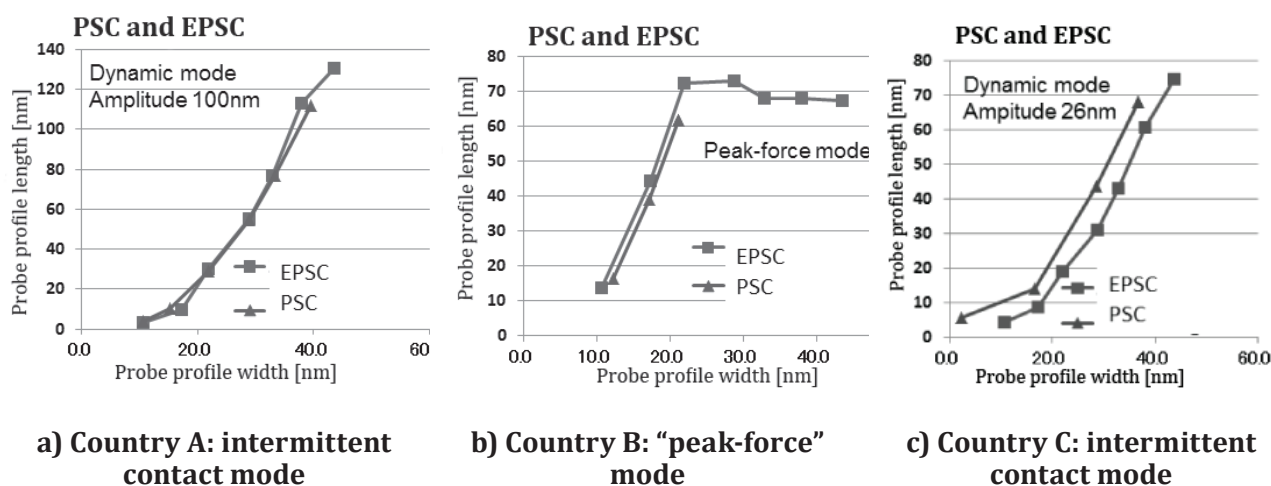 PSC and EPSC
Dynamic mode
Amplitude 100nm
Probe profile length [nm]
140
120
100
80
60
40
20
0
EPSC
PSC
0.0
20.0
40.0
60
Probe profile width [nm]
a) Country A: intermittent
contact mode
PSC and EPSC
Peak-force mode
Probe profile length [nm]
80
70
60
50
40
30
20
10
0
EPSC
PSC
0.0
10.0
20.0
30.0
40.0
Probe profile width [nm]
b) Country B: “peak-force”
mode
PSC and EPSC
Dynamic mode
Ampitude 26nm
Probe profile length [nm]
80
70
60
50
40
30
20
10
0
EPSC
PSC
0.0
20.0
40.0
60.0
Probe profile width [nm]
c) Country C: intermittent
contact mode